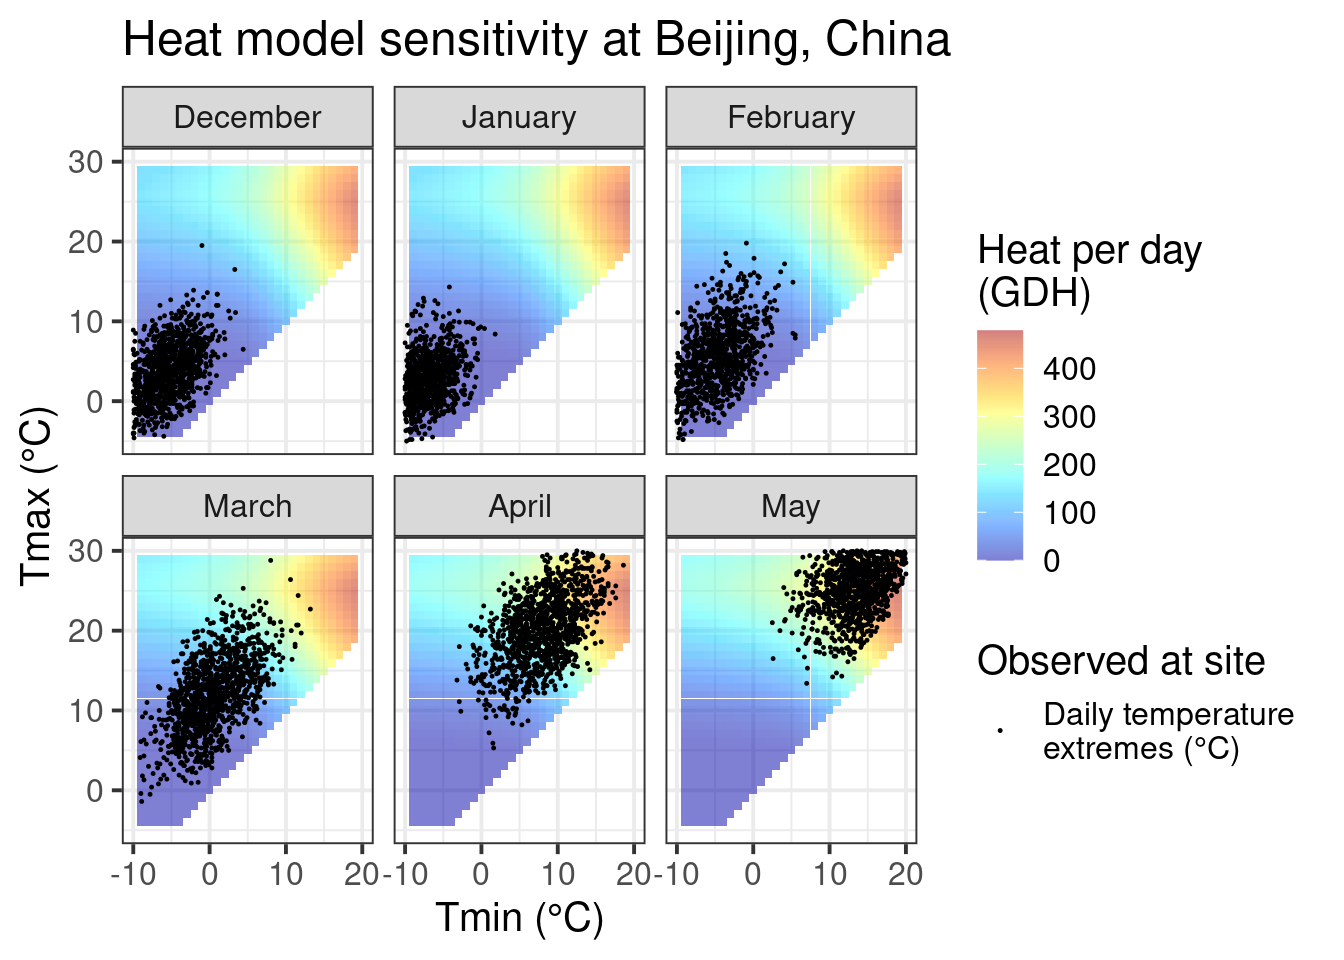 Heat model sensitivity at Beijing, China
December January February
30
20
10
0
March April May
30
20
10
0
-10 0 10 20 -10 0 10 20 -10 0 10 20
Tmin (°C)
Tmax (°C)
Heat per day
(GDH)
400
300
200
100
0
Observed at site
Daily temperature
extremes (°C)